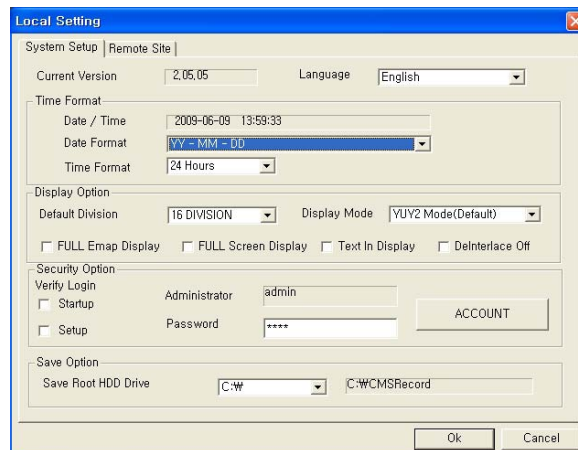 Local Setting
System Setup Remote Site
Current Version 2.05.05 Language English
Time Format
Date / Time 2009-06-09 13:59:33
Date Format YY - MM - DD
Time Format 24 Hours
Display Option
Default Division 16 DIVISION Display Mode YUY2 Mode(Default)
FULL Emap Display FULL Screen Display Text In Display DeInterlace Off
Security Option
Verify Login
Startup Administrator admin
Setup Password **** ACCOUNT
Save Option
Save Root HDD Drive C:₩ C:₩CMSRecord
Ok Cancel